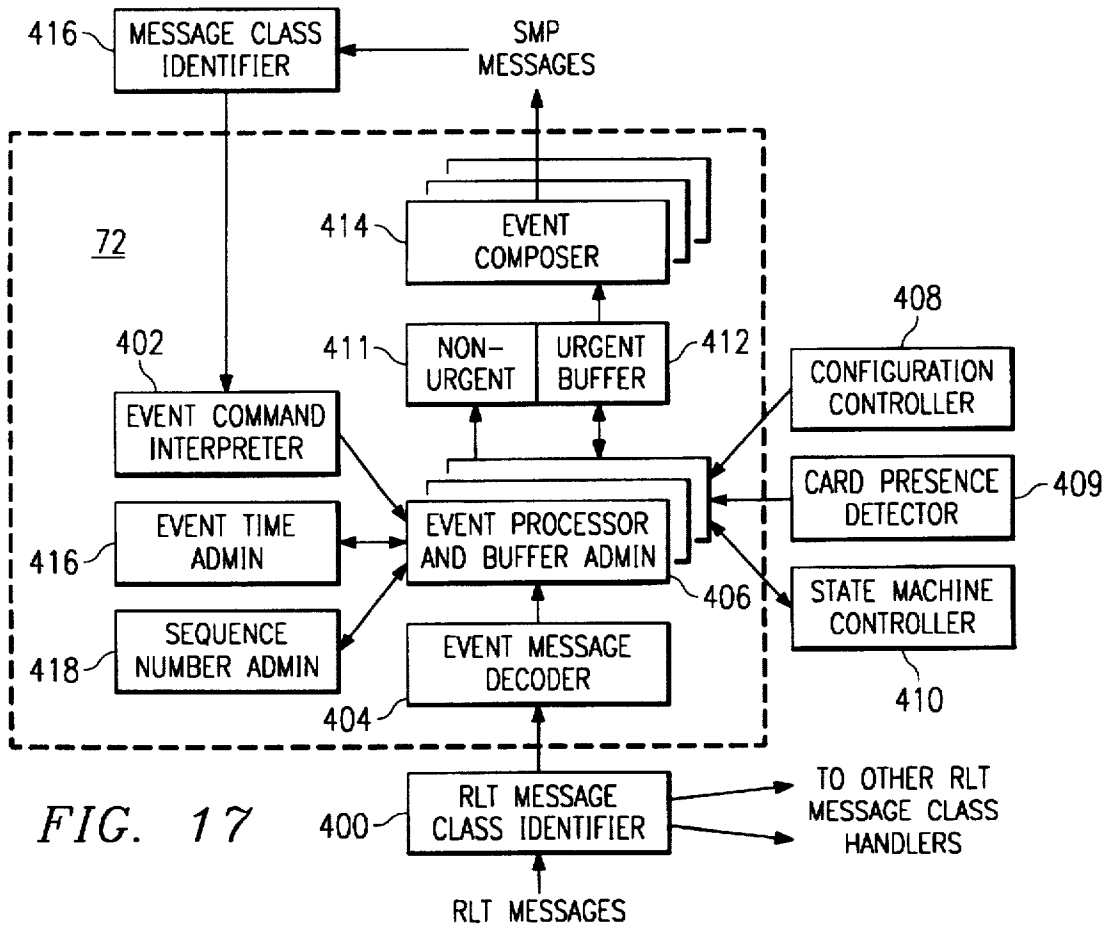 416
MESSAGE CLASS
IDENTIFIER
SMP
MESSAGES
72
414
EVENT
COMPOSER
411
NON-
URGENT
URGENT
BUFFER
412
408
CONFIGURATION
CONTROLLER
402
EVENT COMMAND
INTERPRETER
CARD PRESENCE
DETECTOR
409
416
EVENT TIME
ADMIN
EVENT PROCESSOR
AND BUFFER ADMIN
406
STATE MACHINE
CONTROLLER
410
418
SEQUENCE
NUMBER ADMIN
EVENT MESSAGE
DECODER
404
FIG. 17
400
RLT MESSAGE
CLASS IDENTIFIER
TO OTHER RLT
MESSAGE CLASS
HANDLERS
RLT MESSAGES